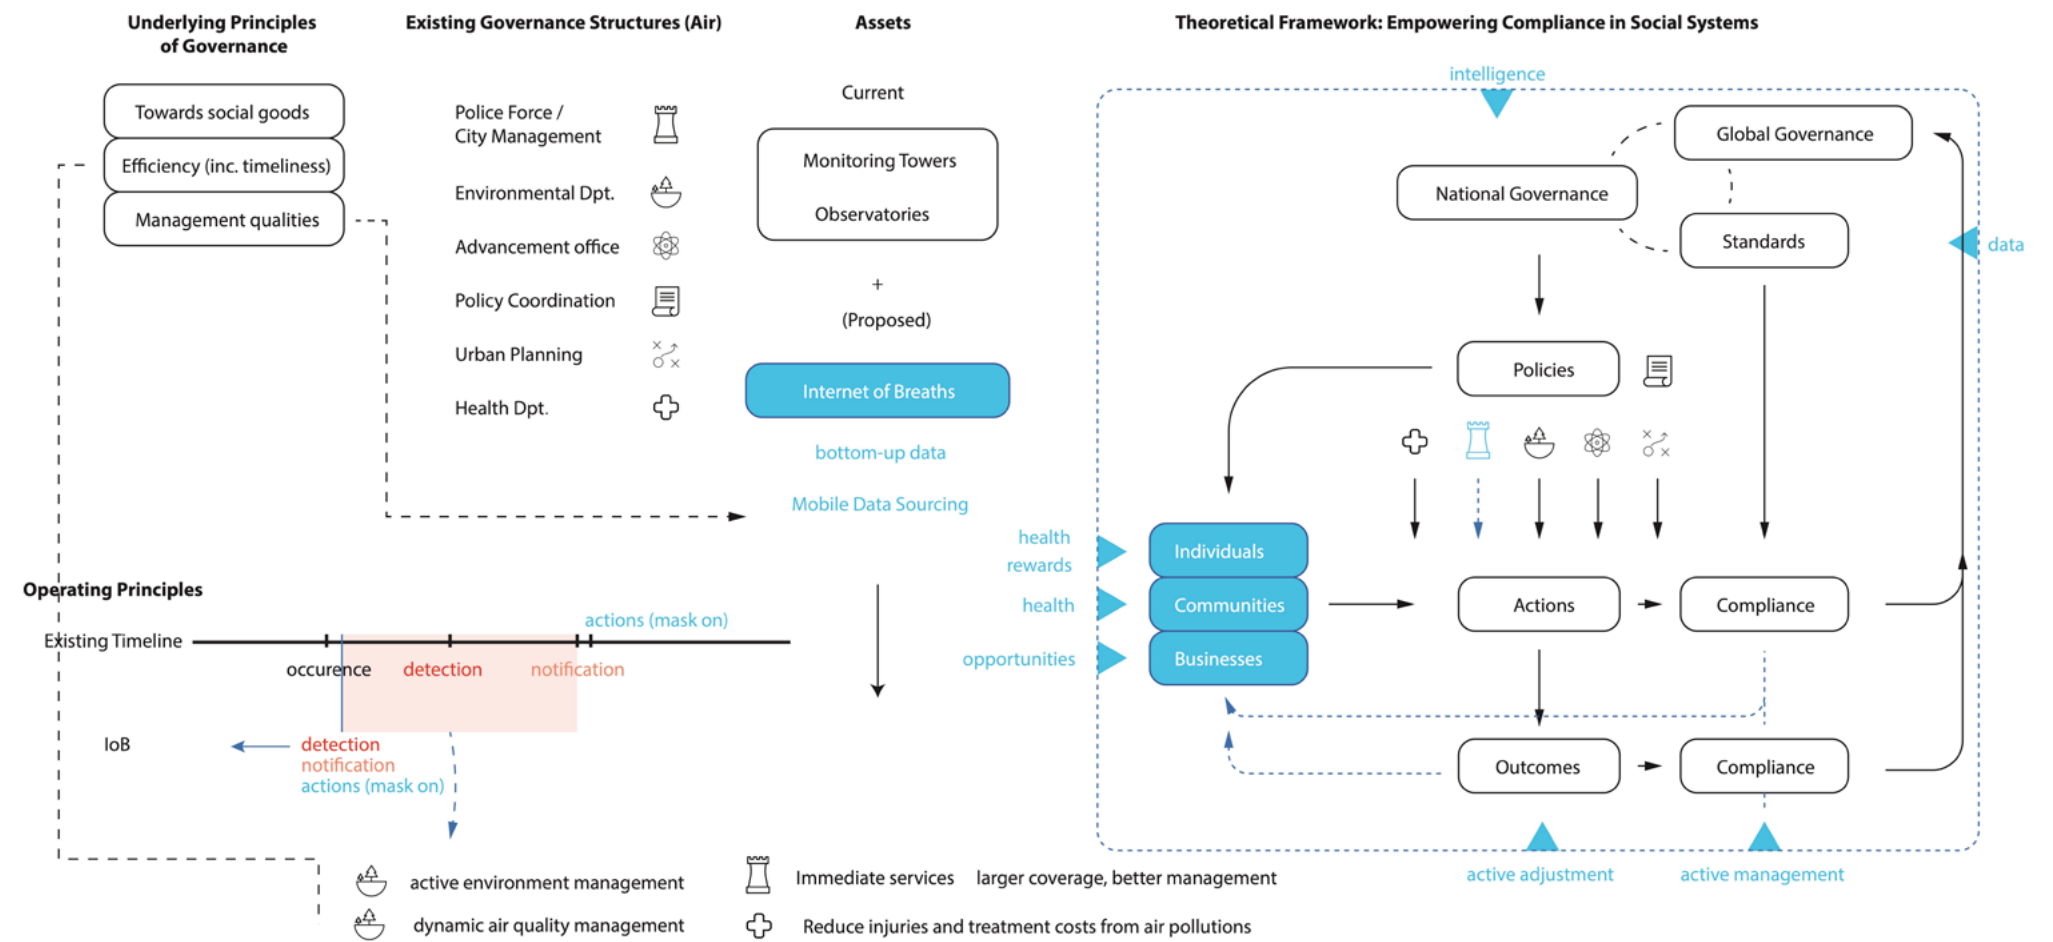 Underlying Principles
of Governance
Towards social goods
Efficiency (inc. timeliness)
Management qualities
Existing Governance Structures (Air)
Police Force /
City Management
Environmental Dpt.
Advancement office
Policy Coordination
Urban Planning
Health Dpt.
Assets
Current
Monitoring Towers
Observatories
+
(Proposed)
Internet of Breaths
bottom-up data
Mobile Data Sourcing
Operating Principles
Existing Timeline
actions (mask on)
occurence
detection
notification
IoB
detection
notification
actions (mask on)
active environment management
dynamic air quality management
Immediate services larger coverage, better management
Reduce injuries and treatment costs from air pollutions
Theoretical Framework: Empowering Compliance in Social Systems
intelligence
Global Governance
National Governance
Standards
data
Policies
health
rewards
health
opportunities
Individuals
Communities
Businesses
Actions
Compliance
Outcomes
Compliance
active adjustment
active management